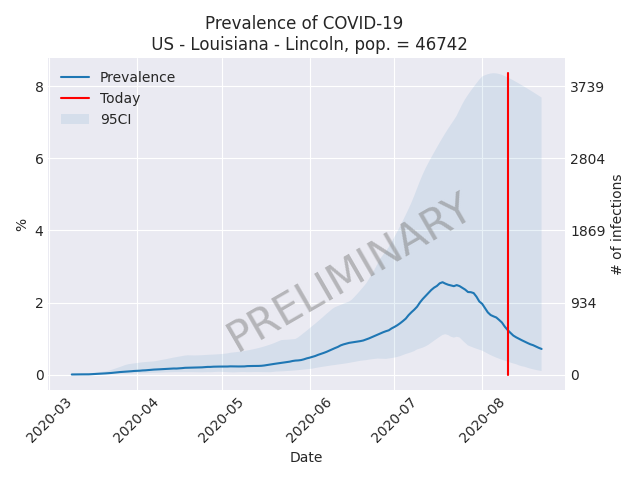 Prevalence of COVID-19
US - Louisiana - Lincoln, pop. = 46742
Prevalence
Today
95CI
8
6
4
2
0
%
3739
2804
1869
934
0
# of infections
PRELIMINARY
2020-03
2020-04
2020-05
2020-06
2020-07
2020-08
Date